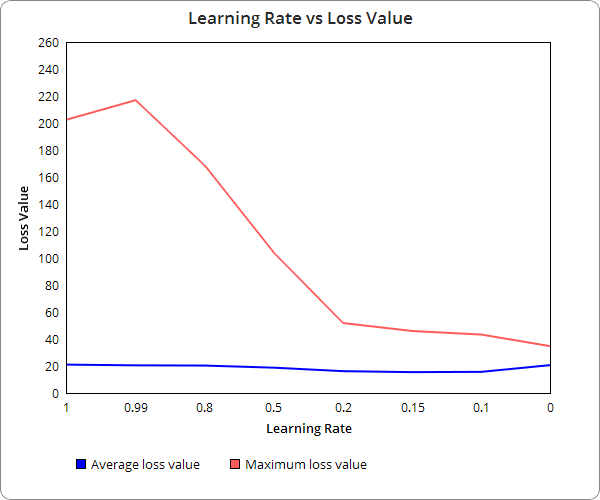 Learning Rate vs Loss Value
260
240
220
200
180
160
140
120
100
80
60
40
20
0
Loss Value
1 0.99 0.8 0.5 0.2 0.15 0.1 0
Learning Rate
Average loss value Maximum loss value